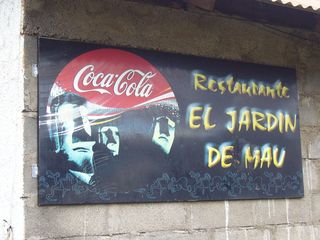 Coca-Cola
Restaurante
EL JARDIN
DE MAU